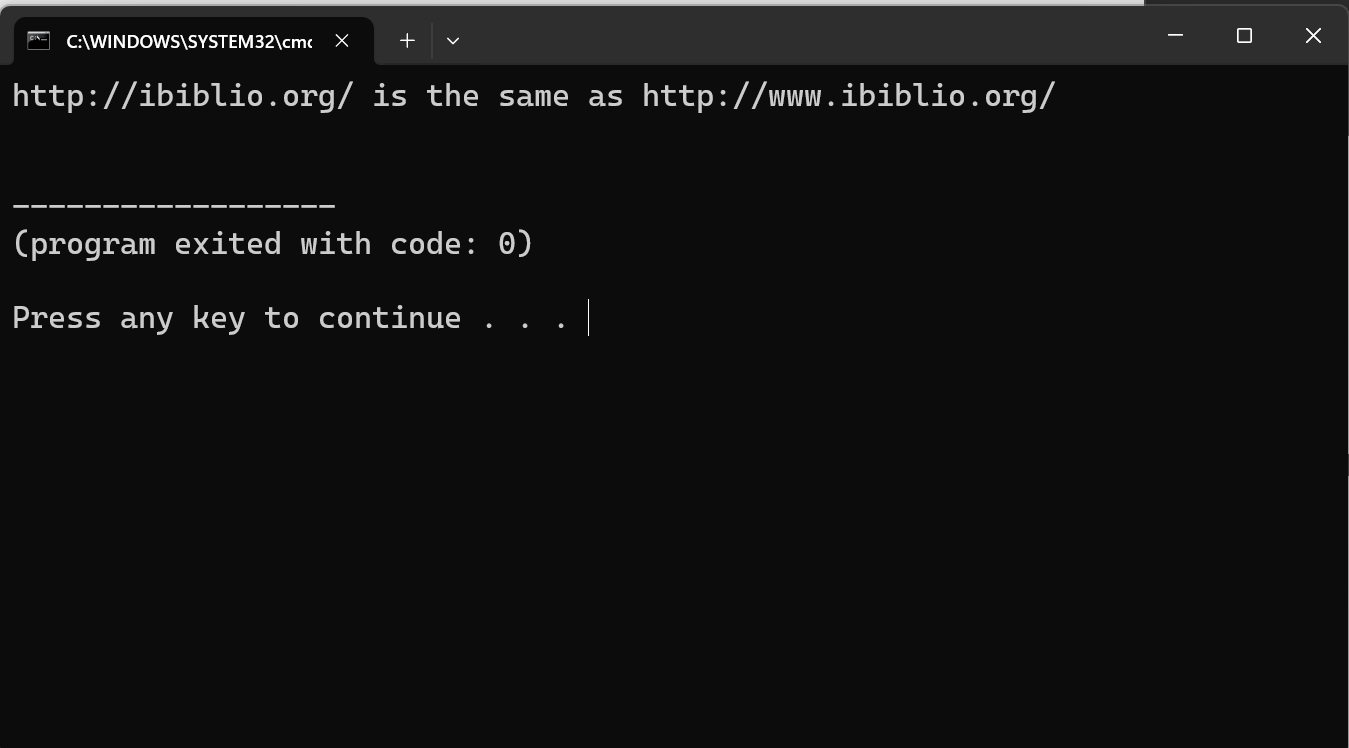 C:\WINDOWS\SYSTEM32\cmd
http://ibiblio.org/ is the same as http://www.ibiblio.org/
------------------
(program exited with code: 0)
Press any key to continue . . .